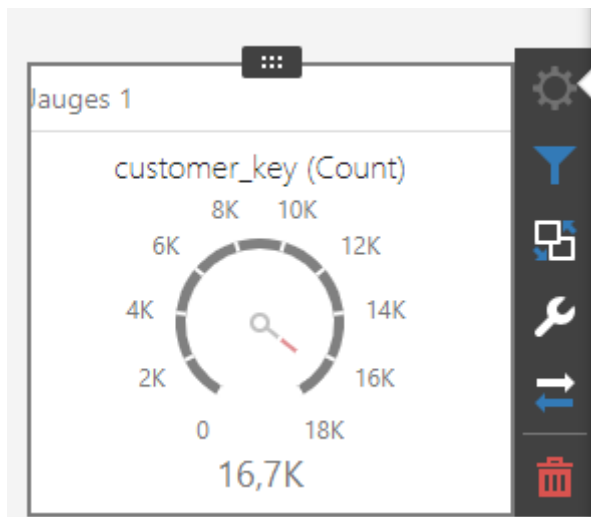 Jauges 1
customer_key (Count)
8K 10K
6K 12K
4K 14K
2K 16K
0 18K
16,7K